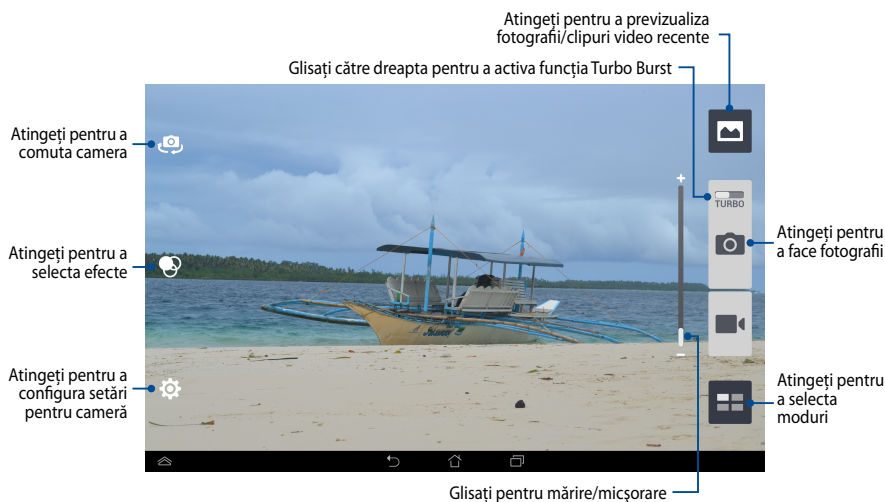 Atingeți pentru a previzualiza
fotografii/clipuri video recente
Glisați către dreapta pentru a activa funcția Turbo Burst
Atingeți pentru a
comuta camera
TURBO
Atingeți pentru
a face fotografii
Atingeți pentru a
selecta efecte
Atingeți pentru a
configura setări
pentru cameră
Atingeți pentru
a selecta
moduri
Glisați pentru mărire/micșorare